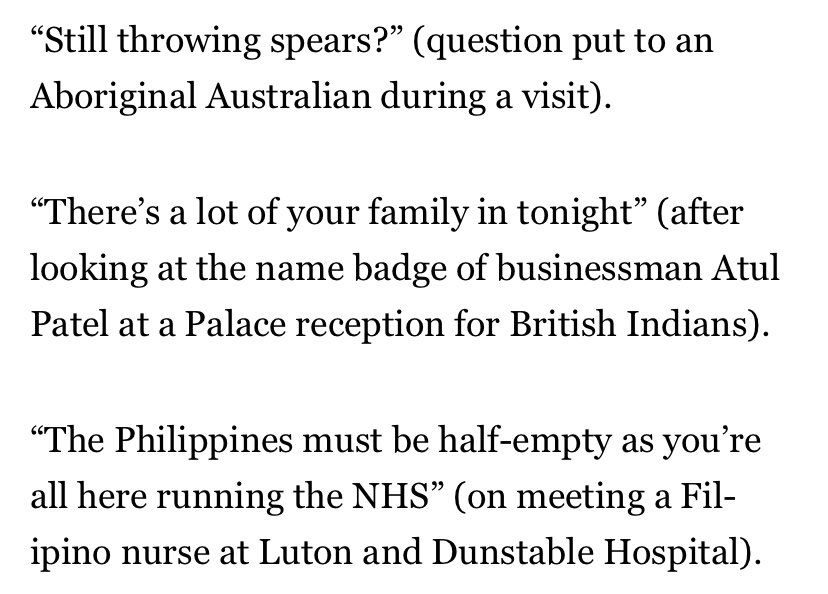 “Still throwing spears?” (question put to an
Aboriginal Australian during a visit).
“There’s a lot of your family in tonight” (after
looking at the name badge of businessman Atul
Patel at a Palace reception for British Indians).
“The Philippines must be half-empty as you’re
all here running the NHS” (on meeting a Fil-
ipino nurse at Luton and Dunstable Hospital).